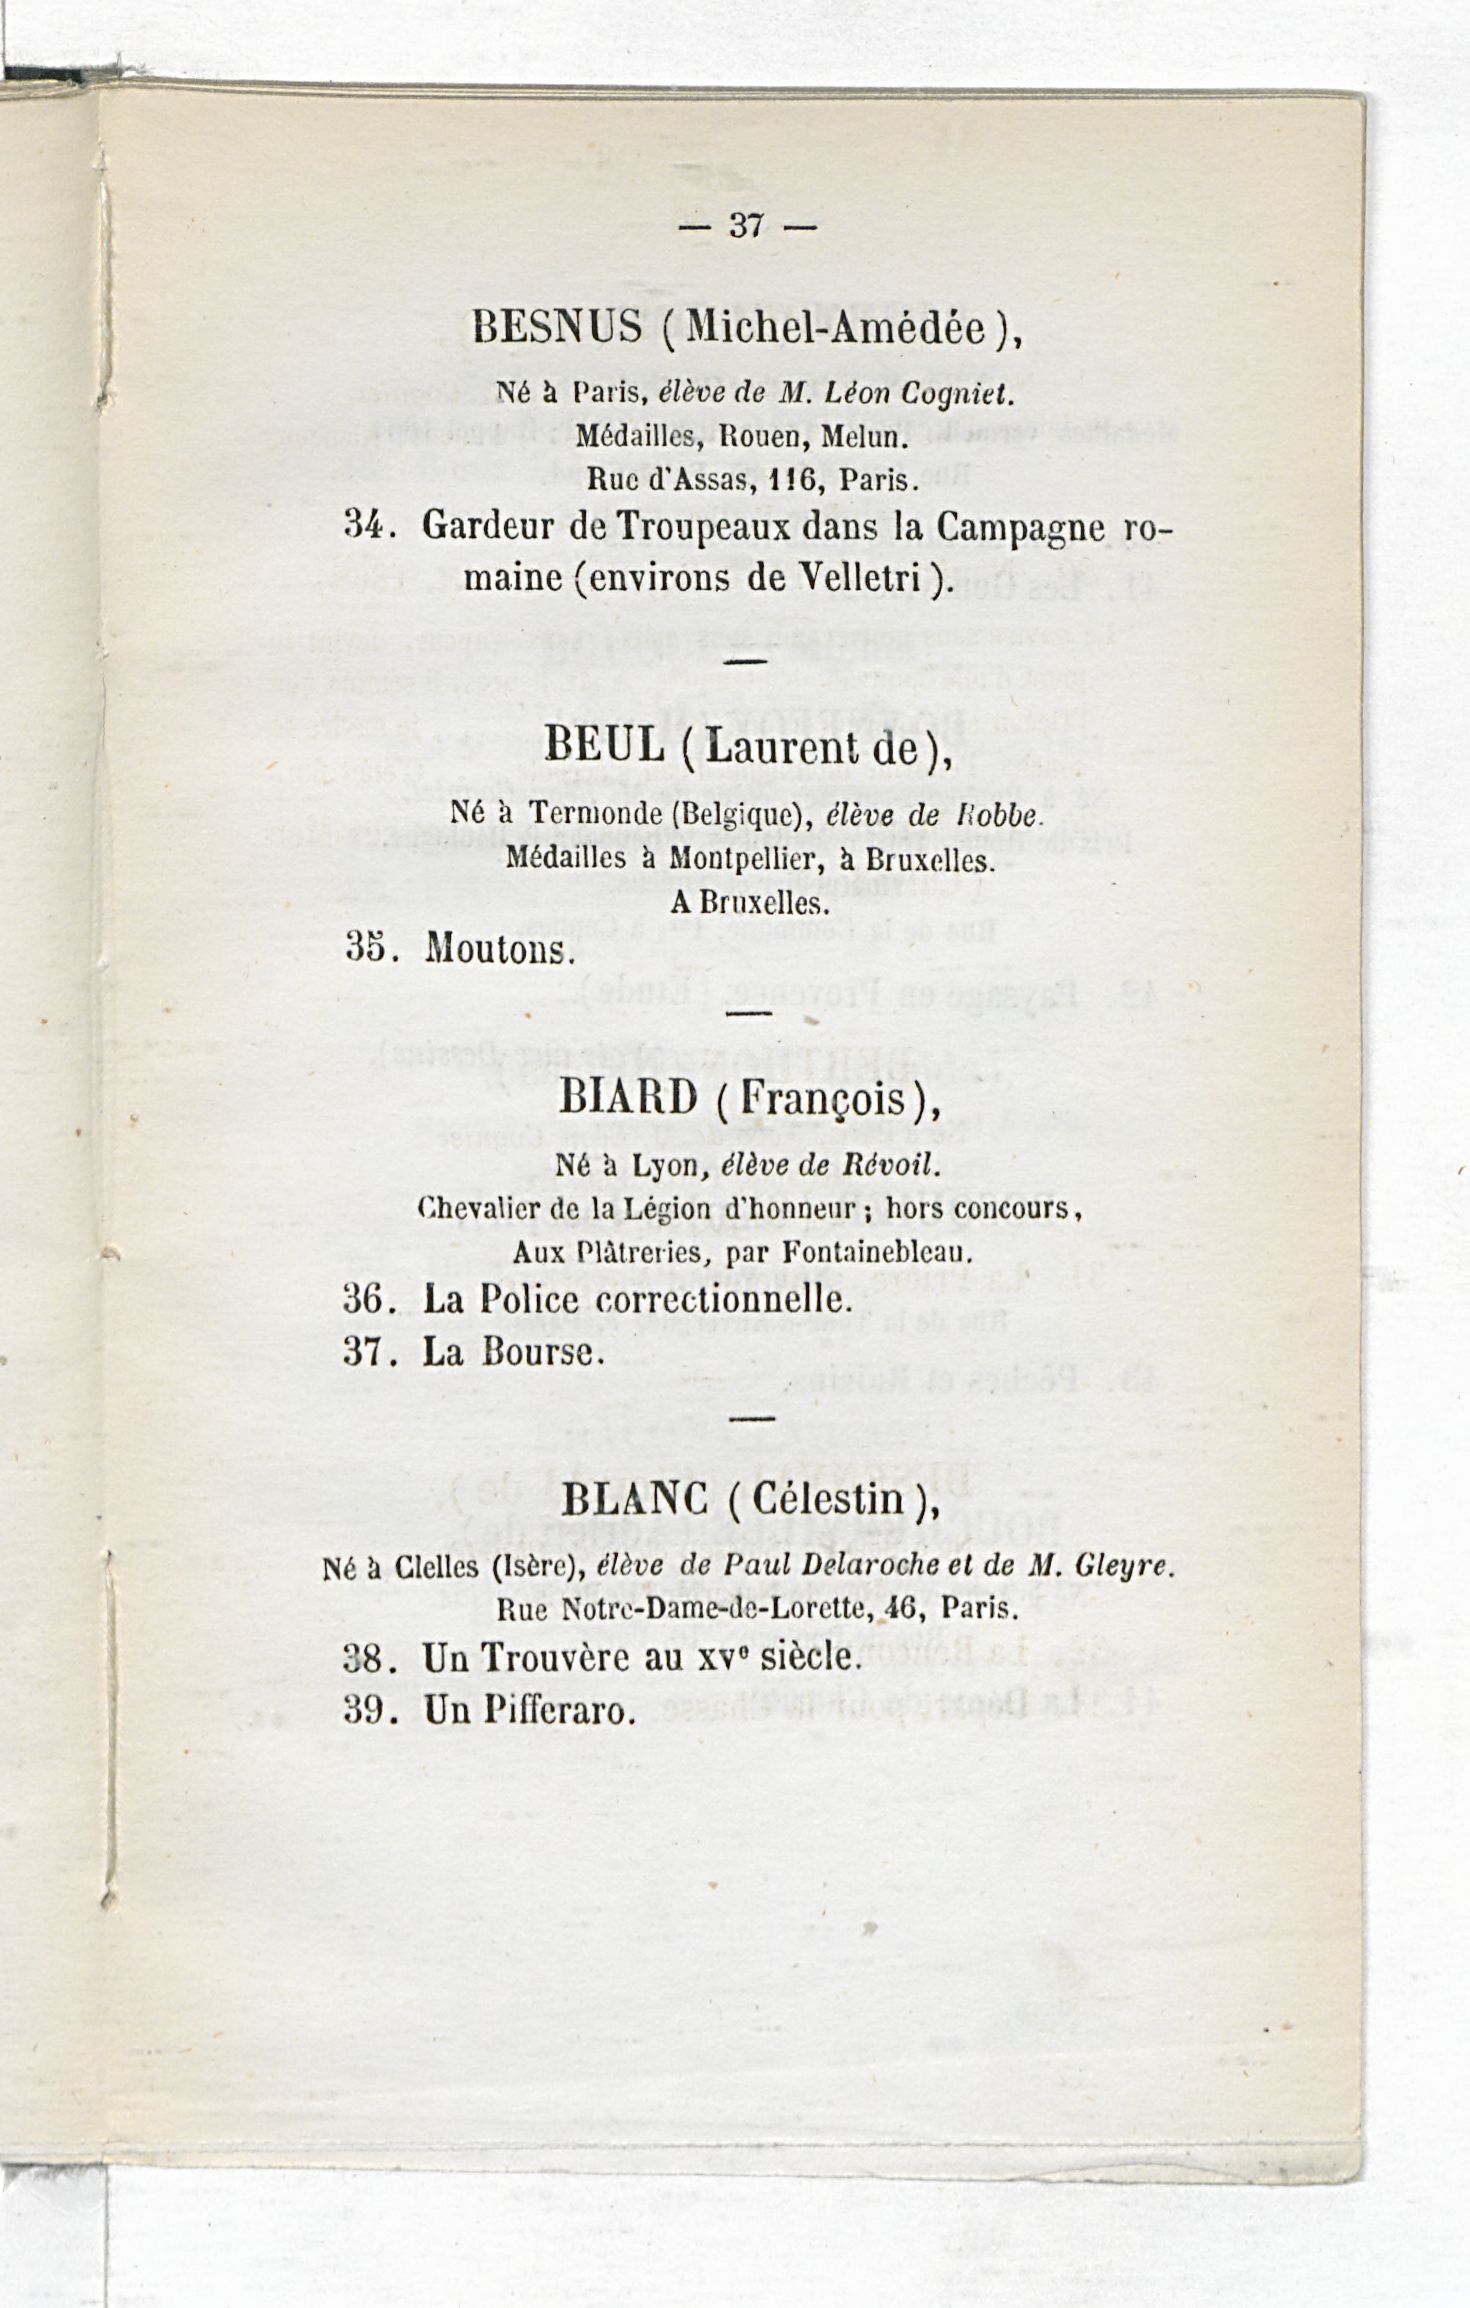 — 37 —
BESNUS (Michel-Amédée),
Né à Paris, élève de M. Léon Cogniet.
Médailles, Rouen, Melun.
Rue d'Assas, 116, Paris.
34. Gardeur de Troupeaux dans la Campagne ro-
maine (environs de Velletri).
—
BEUL (Laurent de),
Né à Termonde (Belgique), élève de Robbe.
Médailles à Montpellier, à Bruxelles.
A Bruxelles.
35. Moutons.
—
BIARD (François),
Né à Lyon, élève de Révoil.
Chevalier de la Légion d'honneur; hors concours,
Aux Plâtreries, par Fontainebleau.
36. La Police correctionnelle.
37. La Bourse.
—
BLANC (Célestin),
Né à Clelles (Isère), élève de Paul Delaroche et de M. Gleyre.
Rue Notre-Dame-de-Lorette, 46, Paris.
38. Un Trouvère au XVe siècle.
39. Un Pifferaro.